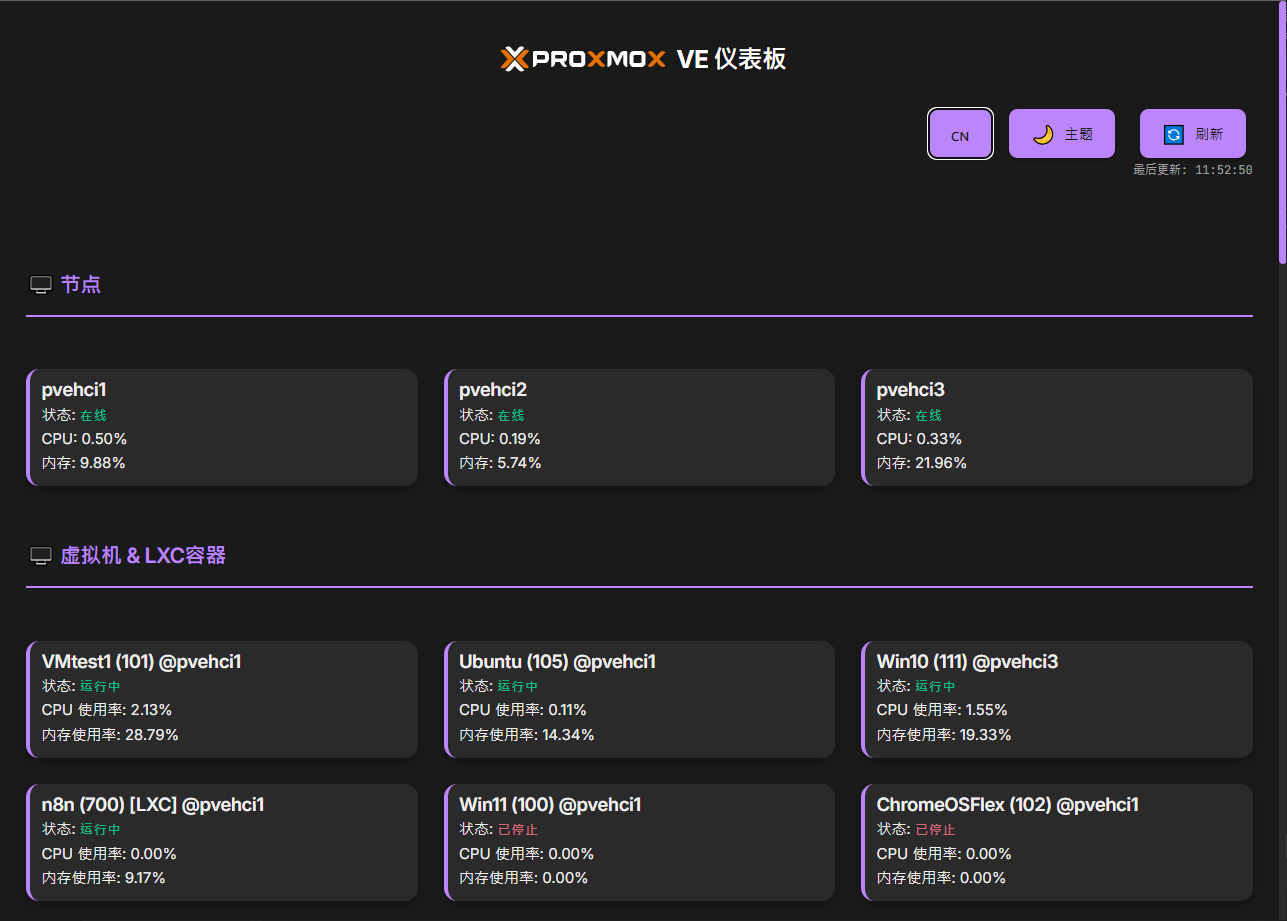 PROXMOX VE 仪表板
CN
主题
刷新
最后更新: 11:52:50
节点
pvehci1
状态: 在线
CPU: 0.50%
内存: 9.88%
pvehci2
状态: 在线
CPU: 0.19%
内存: 5.74%
pvehci3
状态: 在线
CPU: 0.33%
内存: 21.96%
虚拟机 & LXC容器
VMtest1 (101) @pvehci1
状态: 运行中
CPU 使用率: 2.13%
内存使用率: 28.79%
Ubuntu (105) @pvehci1
状态: 运行中
CPU 使用率: 0.11%
内存使用率: 14.34%
Win10 (111) @pvehci3
状态: 运行中
CPU 使用率: 1.55%
内存使用率: 19.33%
n8n (700) [LXC] @pvehci1
状态: 运行中
CPU 使用率: 0.00%
内存使用率: 9.17%
Win11 (100) @pvehci1
状态: 已停止
CPU 使用率: 0.00%
内存使用率: 0.00%
ChromeOSFlex (102) @pvehci1
状态: 已停止
CPU 使用率: 0.00%
内存使用率: 0.00%